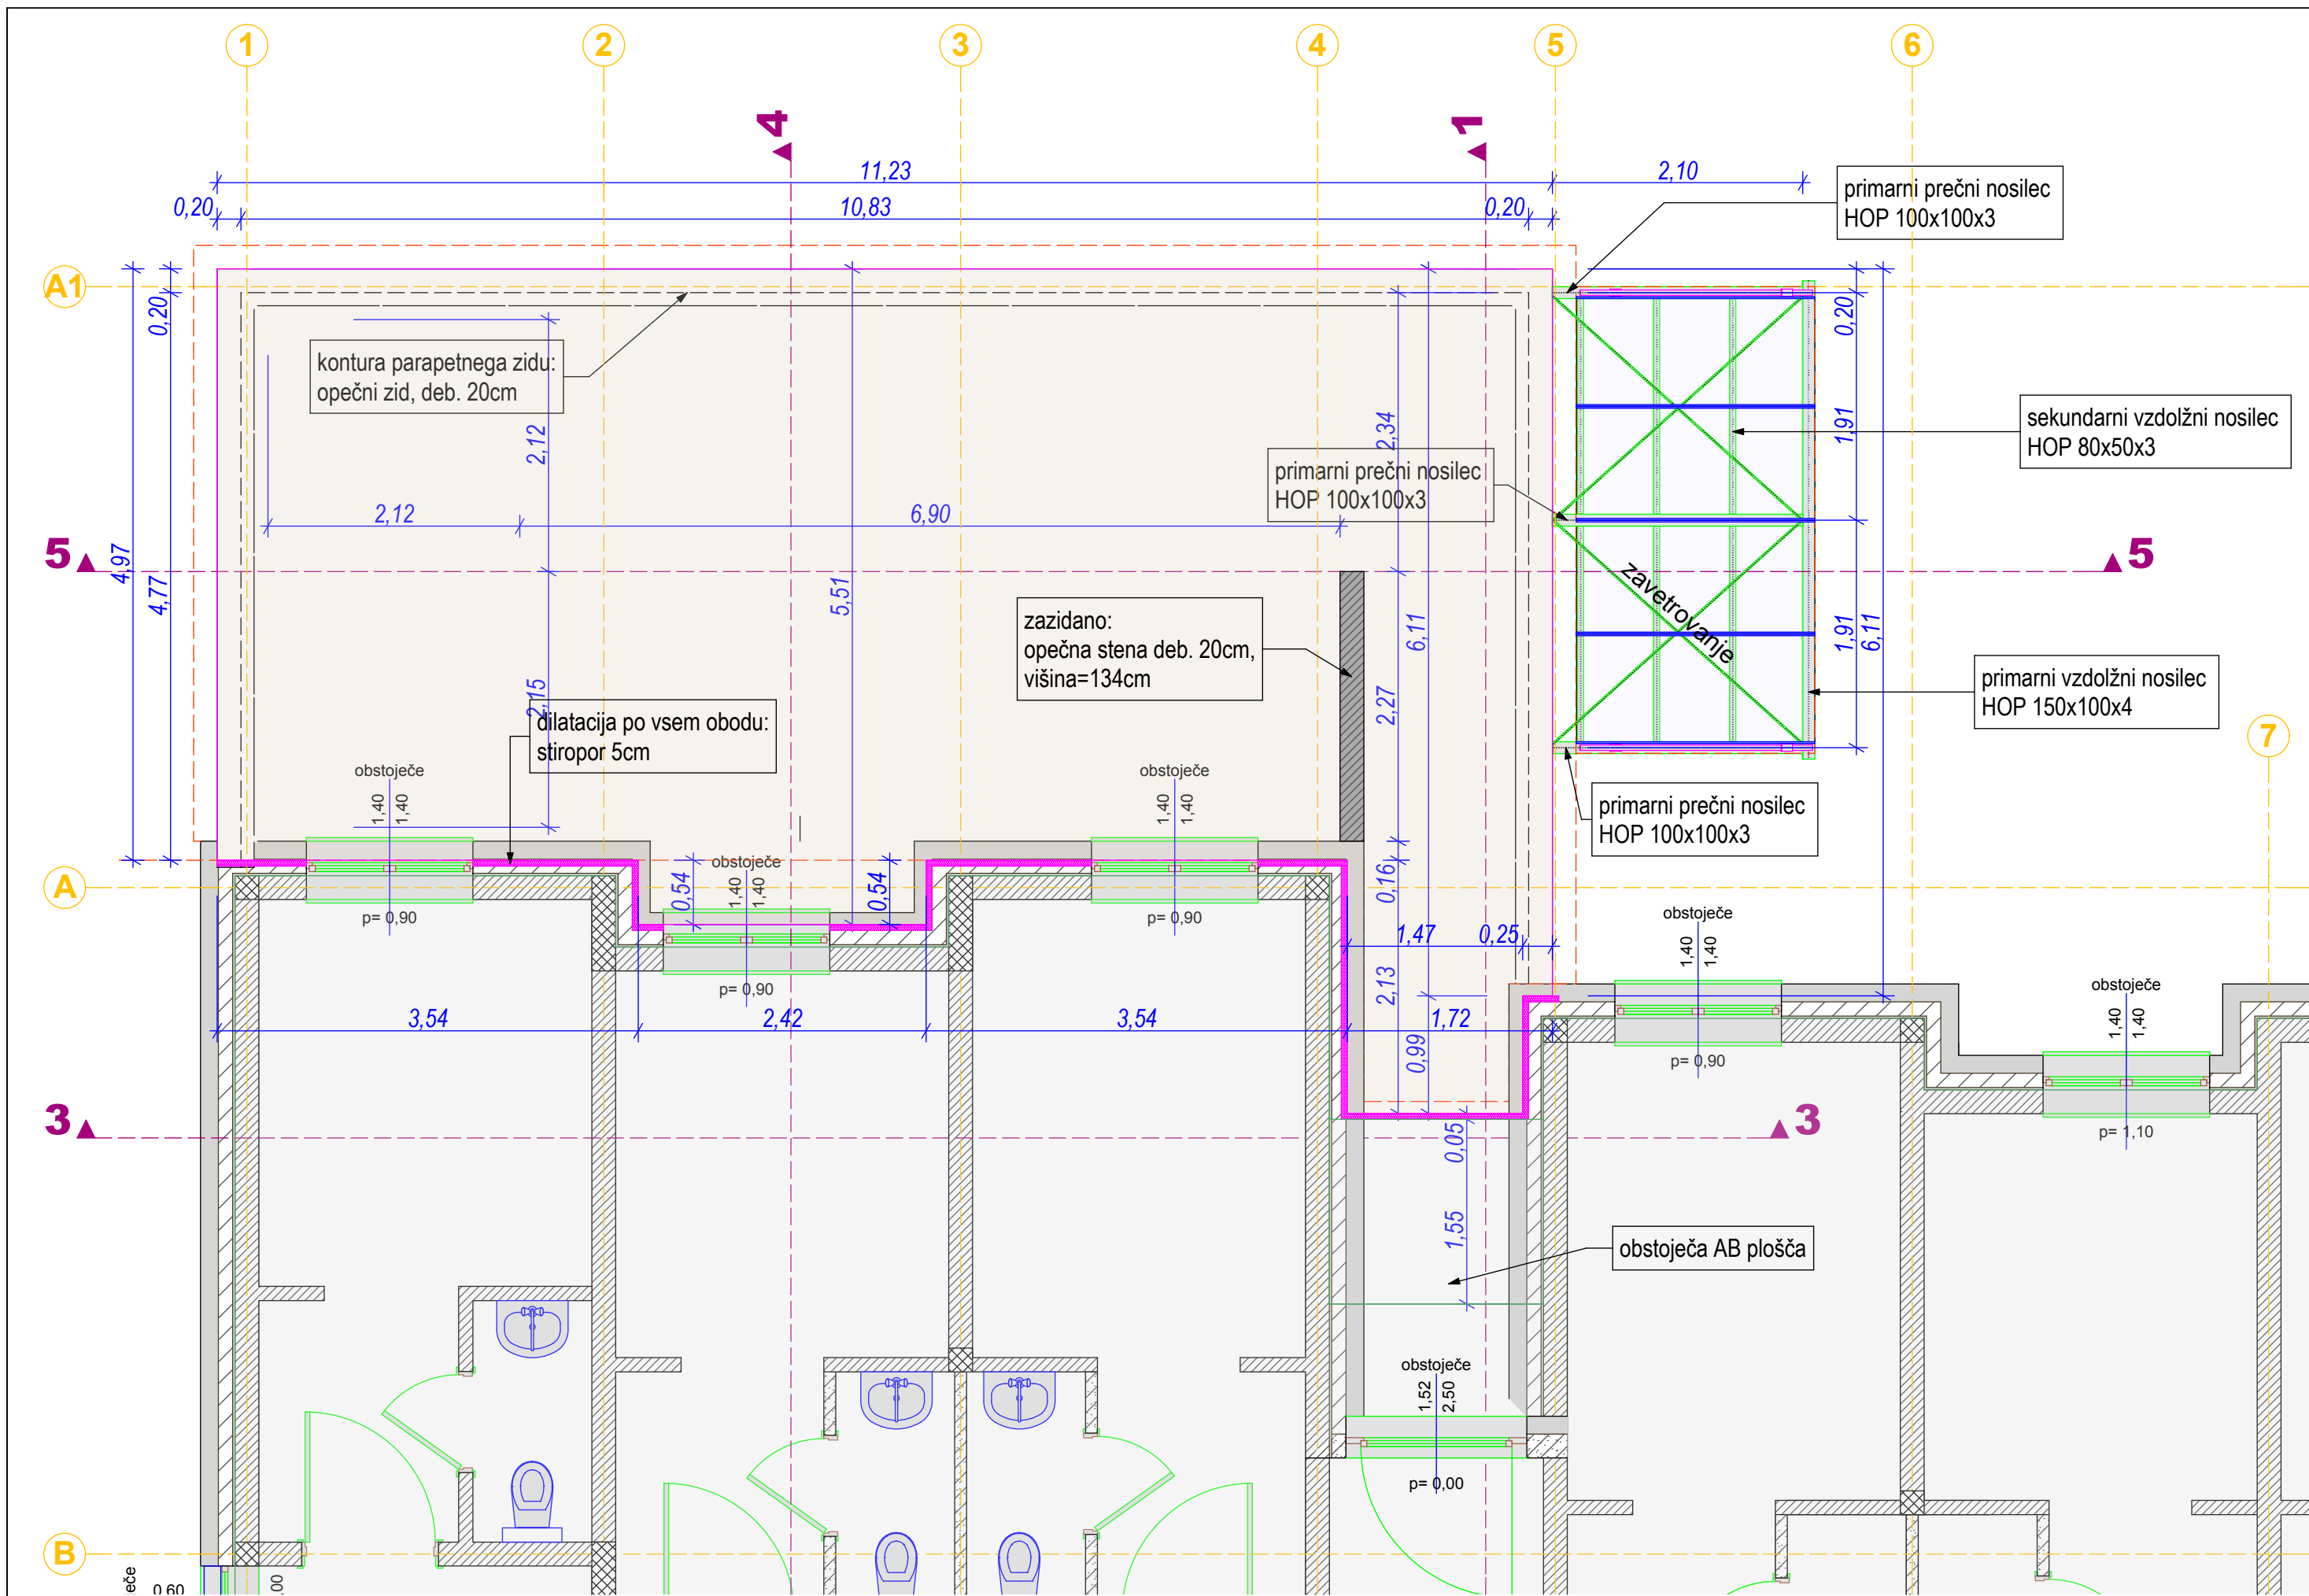 1
2
3
4
5
6
4
1
11,23
2,10
0,20
10,83
0,20
primarni prečni nosilec
HOP 100x100x3
A1
0,20
0,20
kontura parapetnega zidu:
opečni zid, deb. 20cm
2,12
2,34
1,91
sekundarni vzdolžni nosilec
HOP 80x50x3
primarni prečni nosilec
HOP 100x100x3
2,12
6,90
5
5
4,97
4,77
5,51
6,11
zavetrovanje
1,91
6,11
zazidano:
opečna stena deb. 20cm,
višina=134cm
2,15
2,27
primarni vzdolžni nosilec
HOP 150x100x4
dilatacija po vsem obodu:
stiropor 5cm
7
obstoječe
1,40
1,40
obstoječe
1,40
1,40
primarni prečni nosilec
HOP 100x100x3
obstoječe
1,40
1,40
0,54
0,54
0,16
A
p= 0,90
p= 0,90
obstoječe
1,40
1,40
1,47
0,25
p= 0,90
2,13
obstoječe
1,40
1,40
3,54
2,42
3,54
1,72
0,99
p= 0,90
3
3
0,05
p= 1,10
1,55
obstoječa AB plošča
obstoječe
1,52
2,50
p= 0,00
B
eče
0,60
00